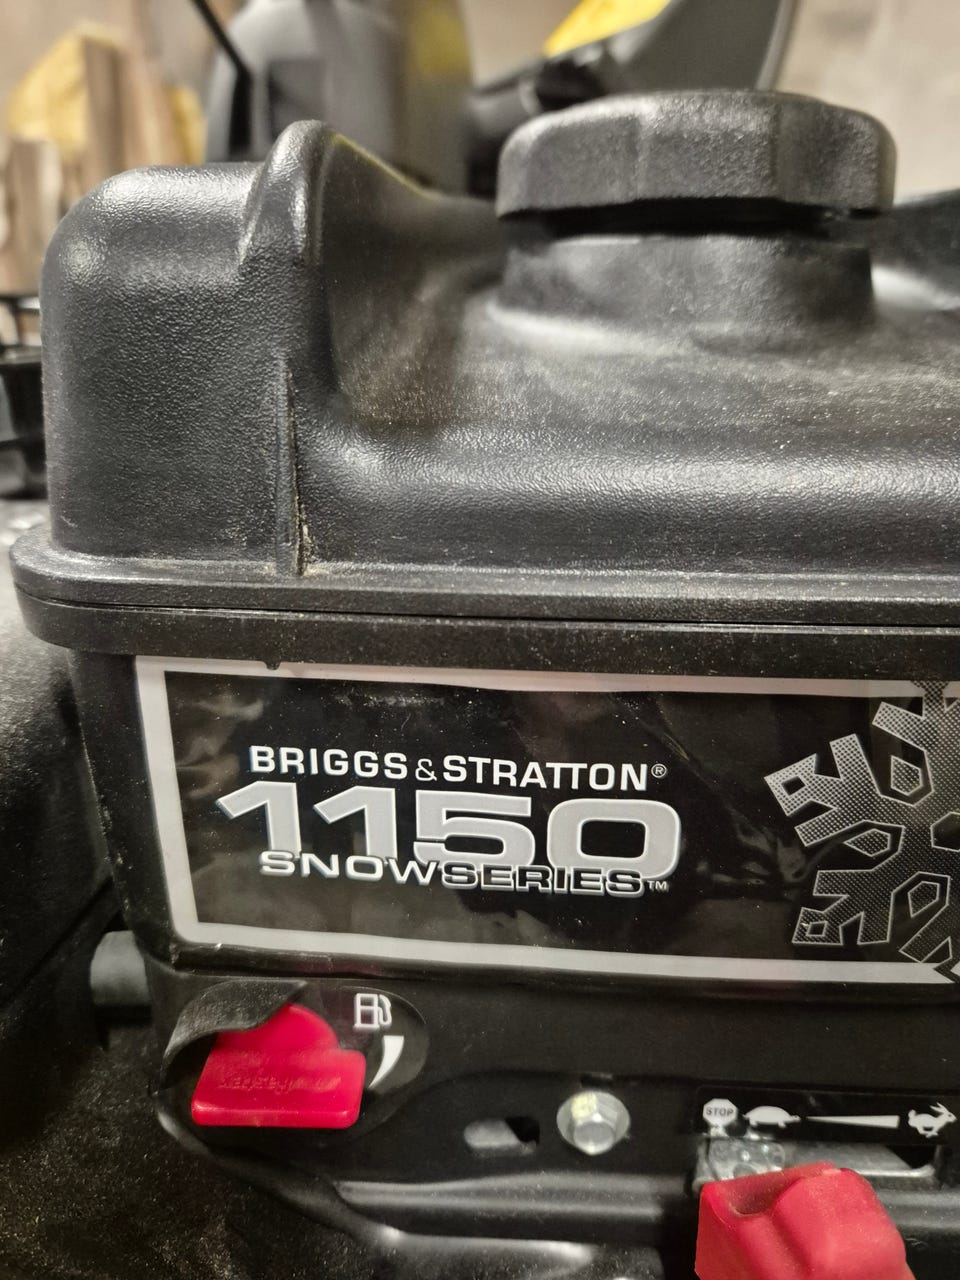 BRIGGS & STRATTON®
1150
SNOWSERIES™
STOP